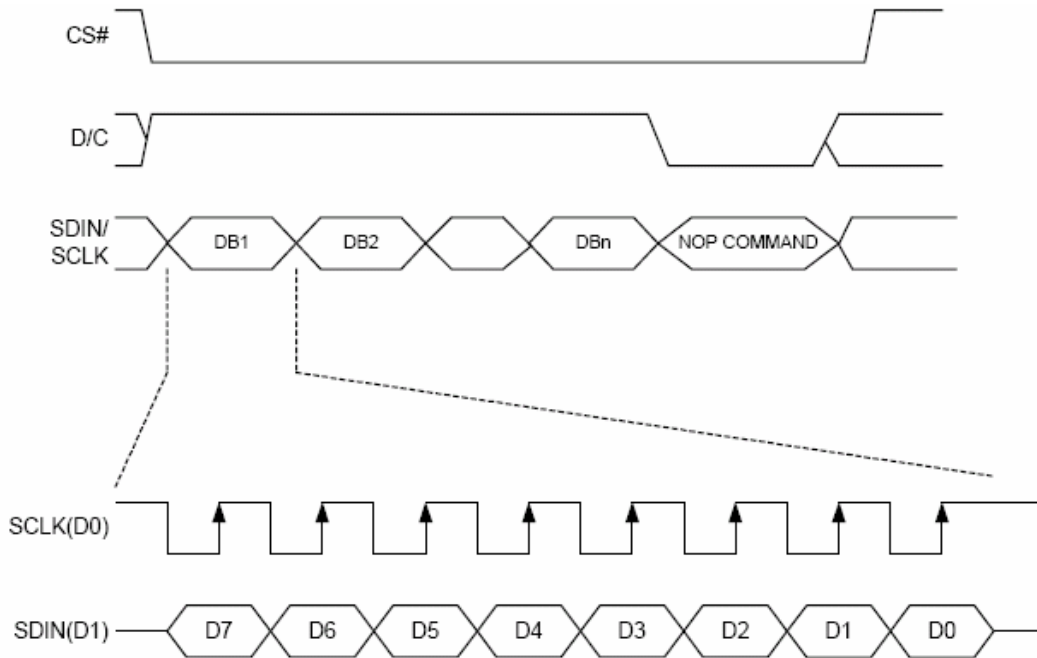 CS#
D/C
SDIN/
SCLK
DB1 DB2 DBn NOP COMMAND
SCLK(D0)
SDIN(D1) D7 D6 D5 D4 D3 D2 D1 D0